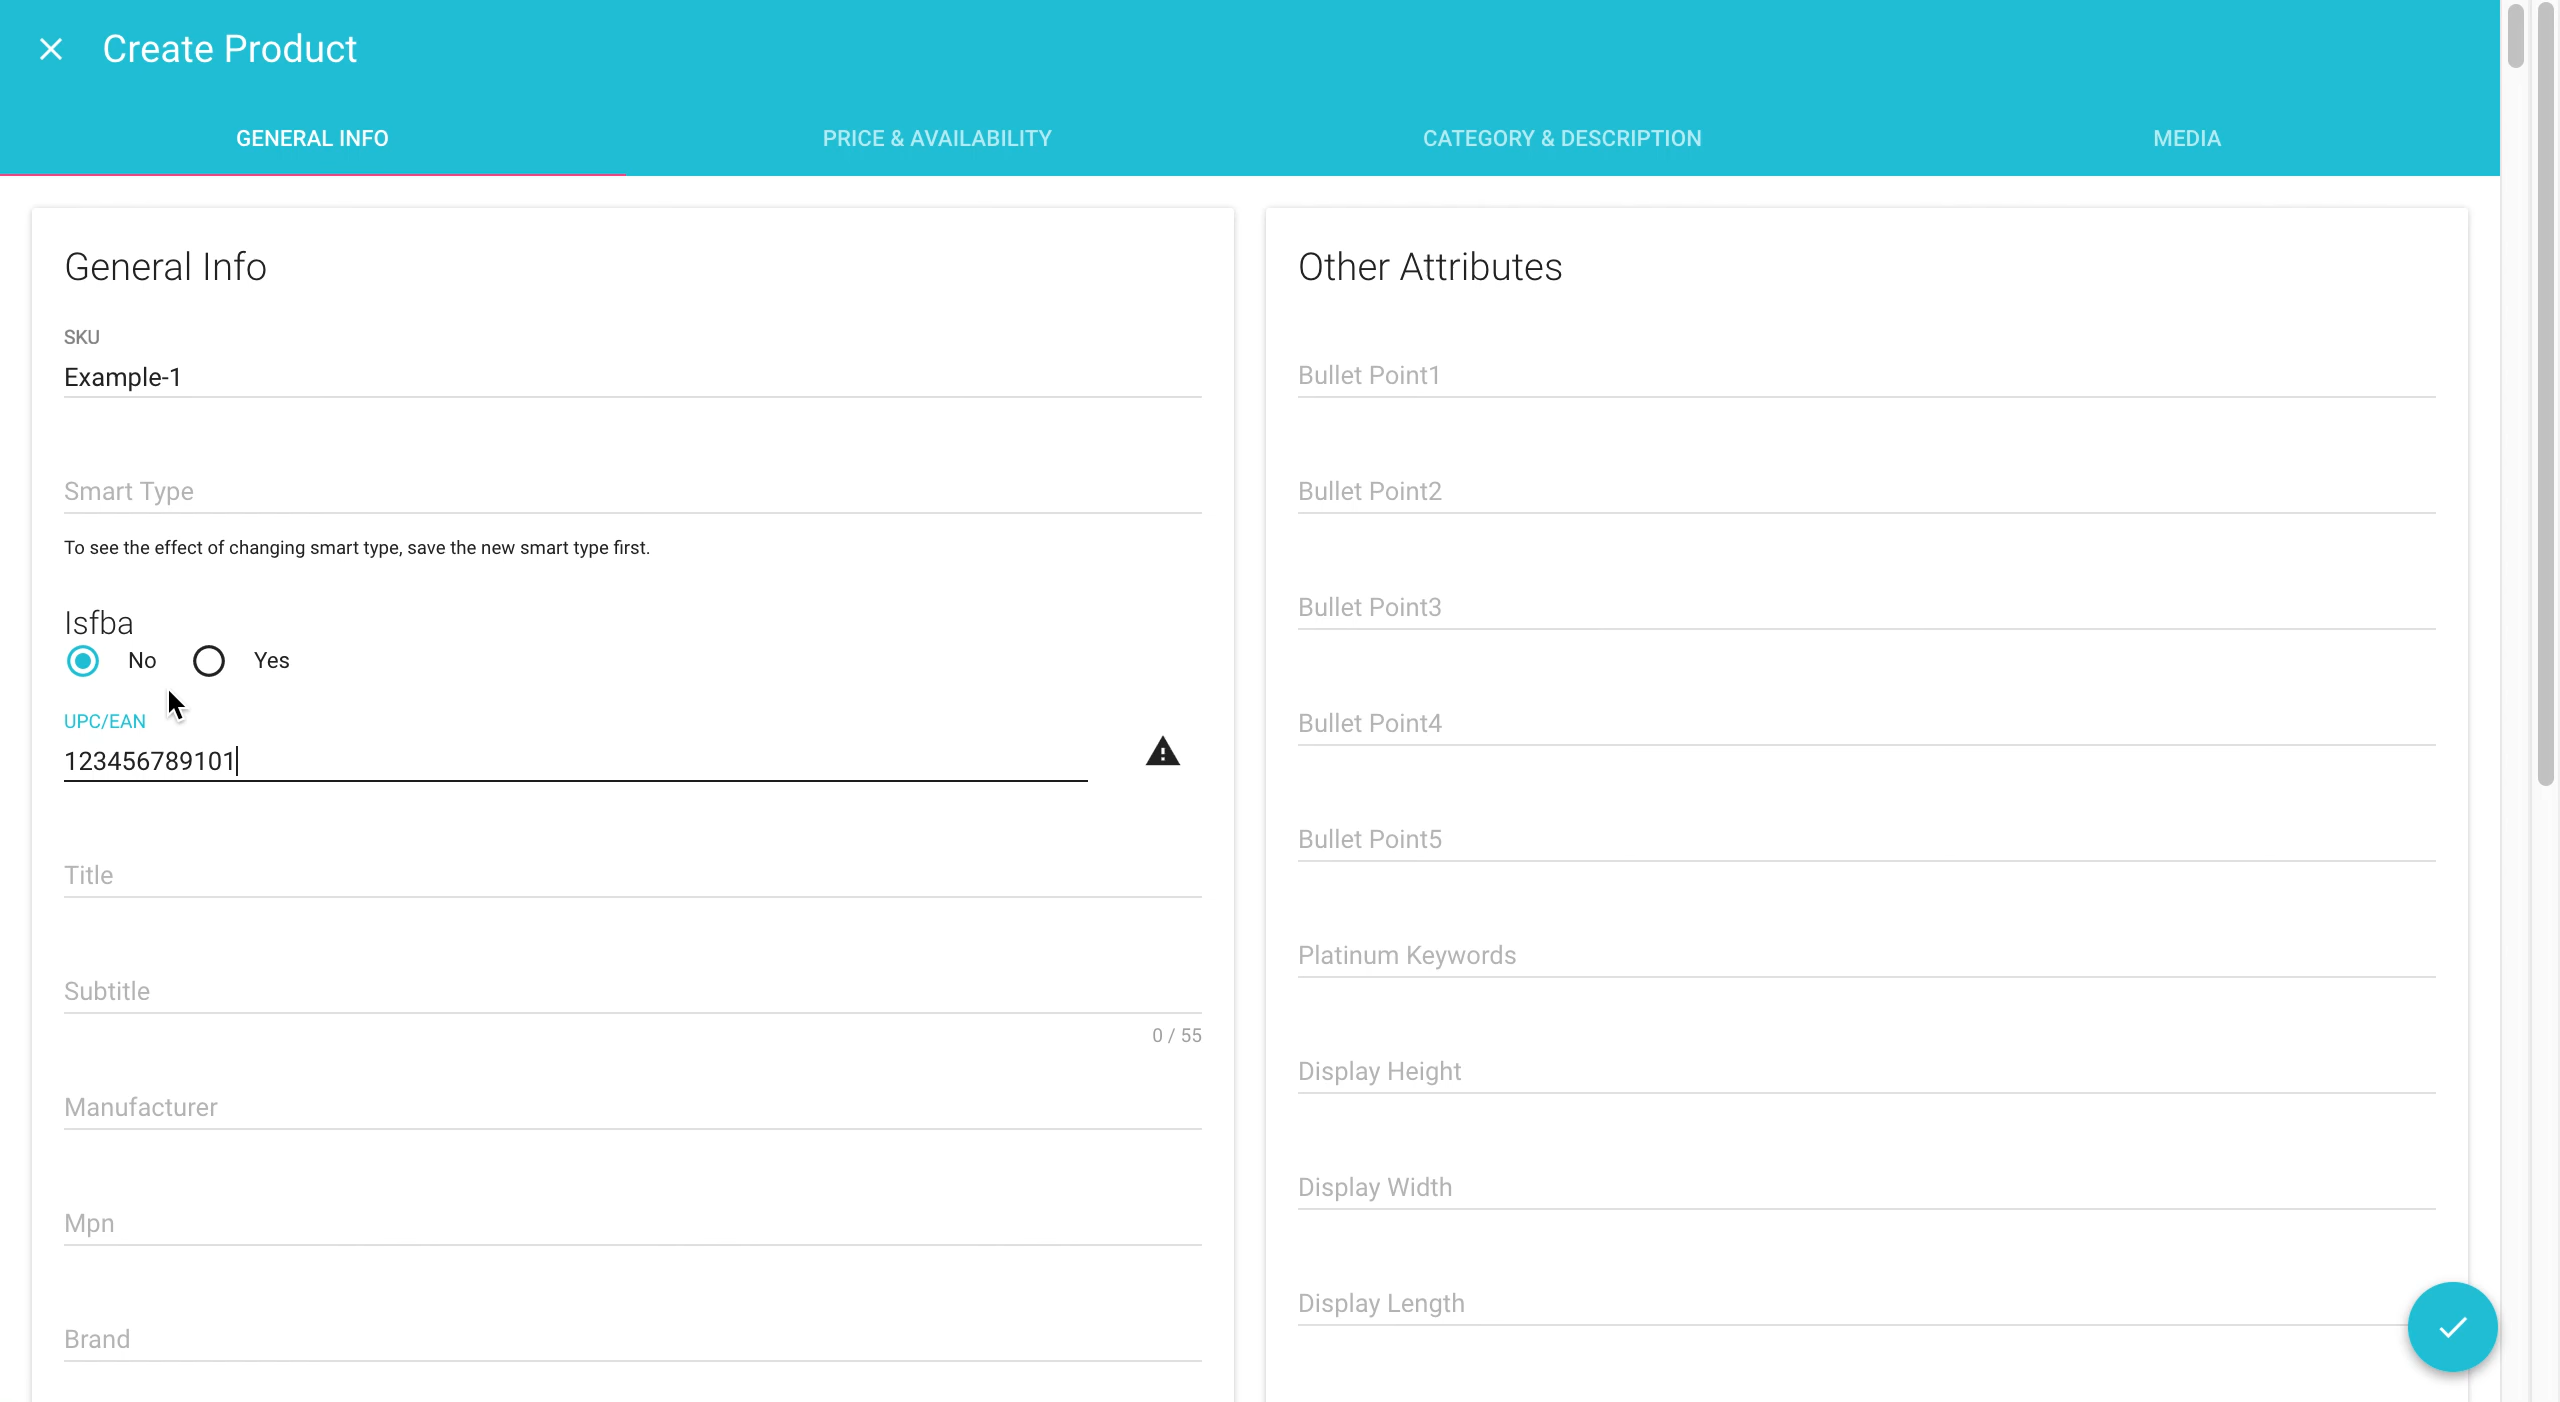 Create Product
GENERAL INFO
PRICE & AVAILABILITY
CATEGORY & DESCRIPTION
MEDIA
General Info
SKU
Example-1
Smart Type
To see the effect of changing smart type, save the new smart type first.
Isfba
No
Yes
UPC/EAN
123456789101
Title
Subtitle
0 / 55
Manufacturer
Mpn
Brand
Other Attributes
Bullet Point1
Bullet Point2
Bullet Point3
Bullet Point4
Bullet Point5
Platinum Keywords
Display Height
Display Width
Display Length